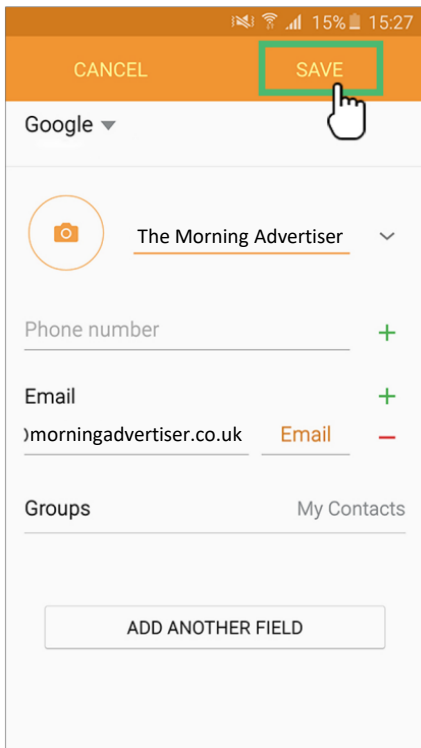 15% 15:27
CANCEL SAVE
Google
The Morning Advertiser
Phone number
Email
morningadvertiser.co.uk Email
Groups My Contacts
ADD ANOTHER FIELD